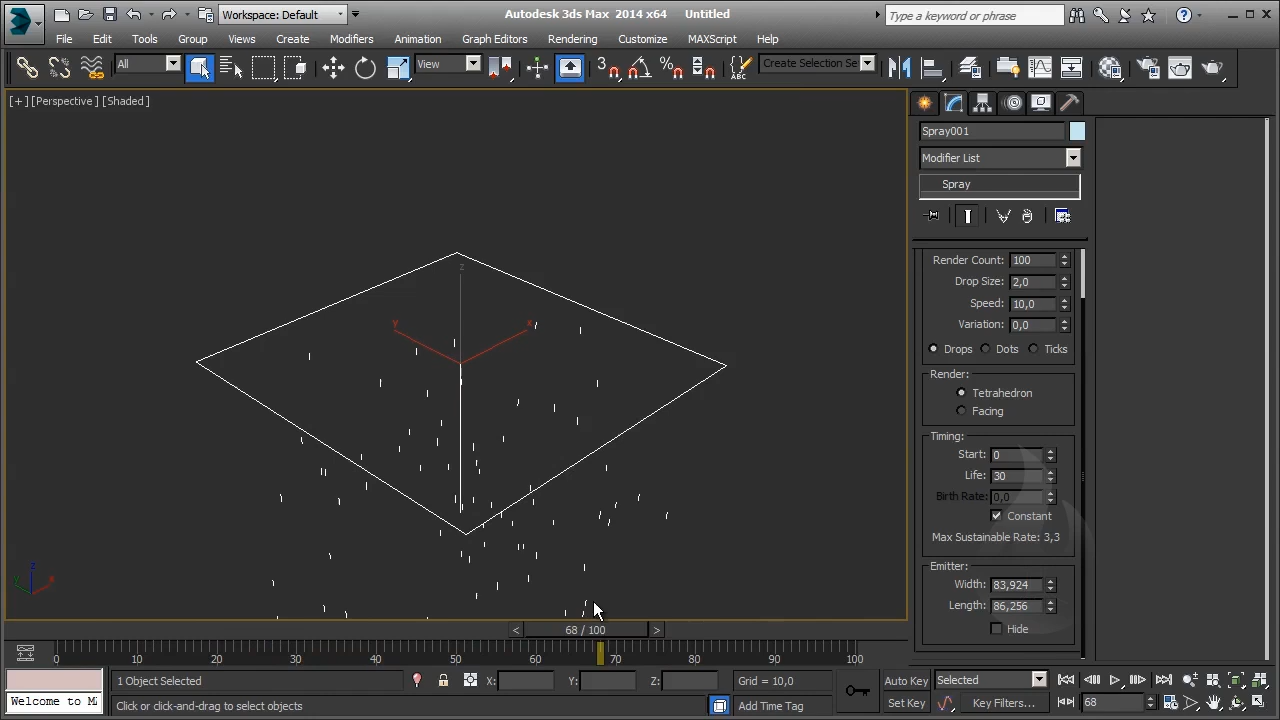 Workspace: Default
Autodesk 3ds Max 2014 x64 Untitled
Type a keyword or phrase
File Edit Tools Group Views Create Modifiers Animation Graph Editors Rendering Customize MAXScript Help
All
View
3
Create Selection Se
[+][Perspective][Shaded]
Spray001
Modifier List
Spray
Render Count: 100
Drop Size: 2,0
Speed: 10,0
Variation: 0,0
Drops Dots Ticks
Render:
Tetrahedron
Facing
Timing:
Start: 0
Life: 30
Birth Rate: 0,0
Constant
Max Sustainable Rate: 3,3
Emitter:
Width: 83,924
Length: 86,256
Hide
z
y x
z
y x
< 68 / 100 >
0 10 20 30 40 50 60 70 80 90 100
1 Object Selected
X: Y: Z:
Grid = 10,0
Auto Key Selected
Welcome to M
Click or click-and-drag to select objects
Add Time Tag
Set Key Key Filters...
68